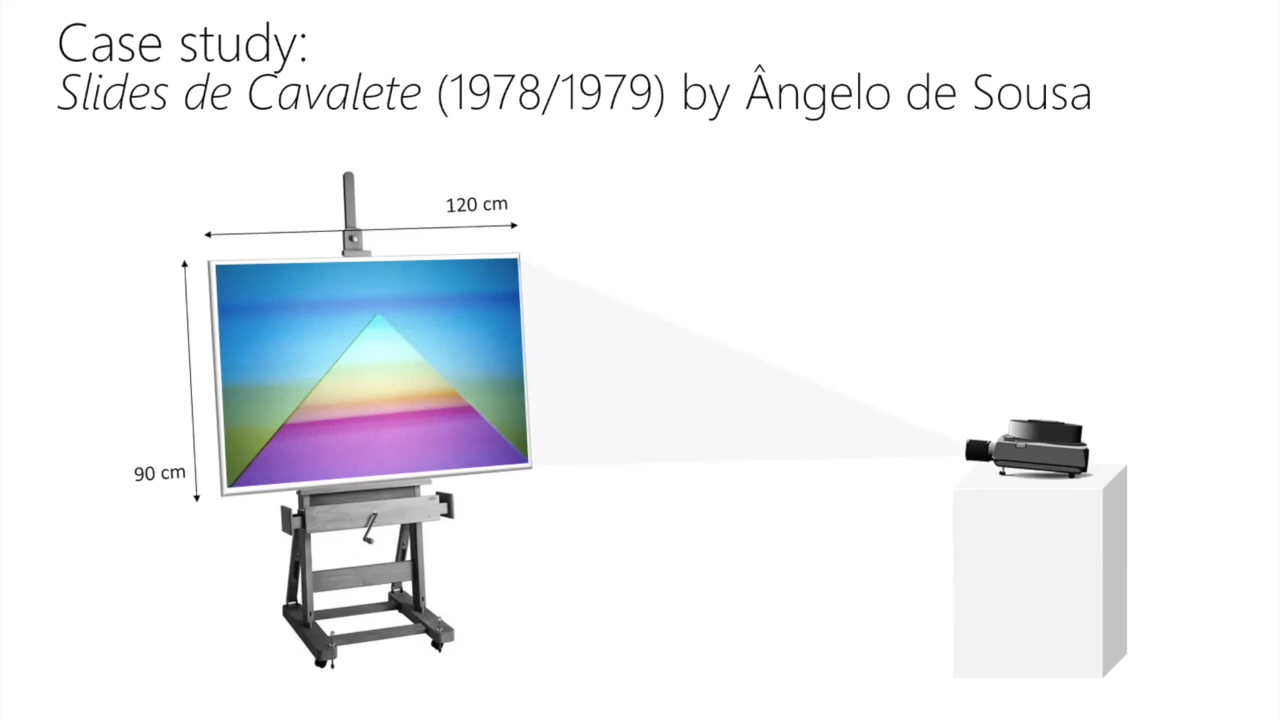 Case study:
Slides de Cavalete (1978/1979) by Ângelo de Sousa
120 cm
90 cm